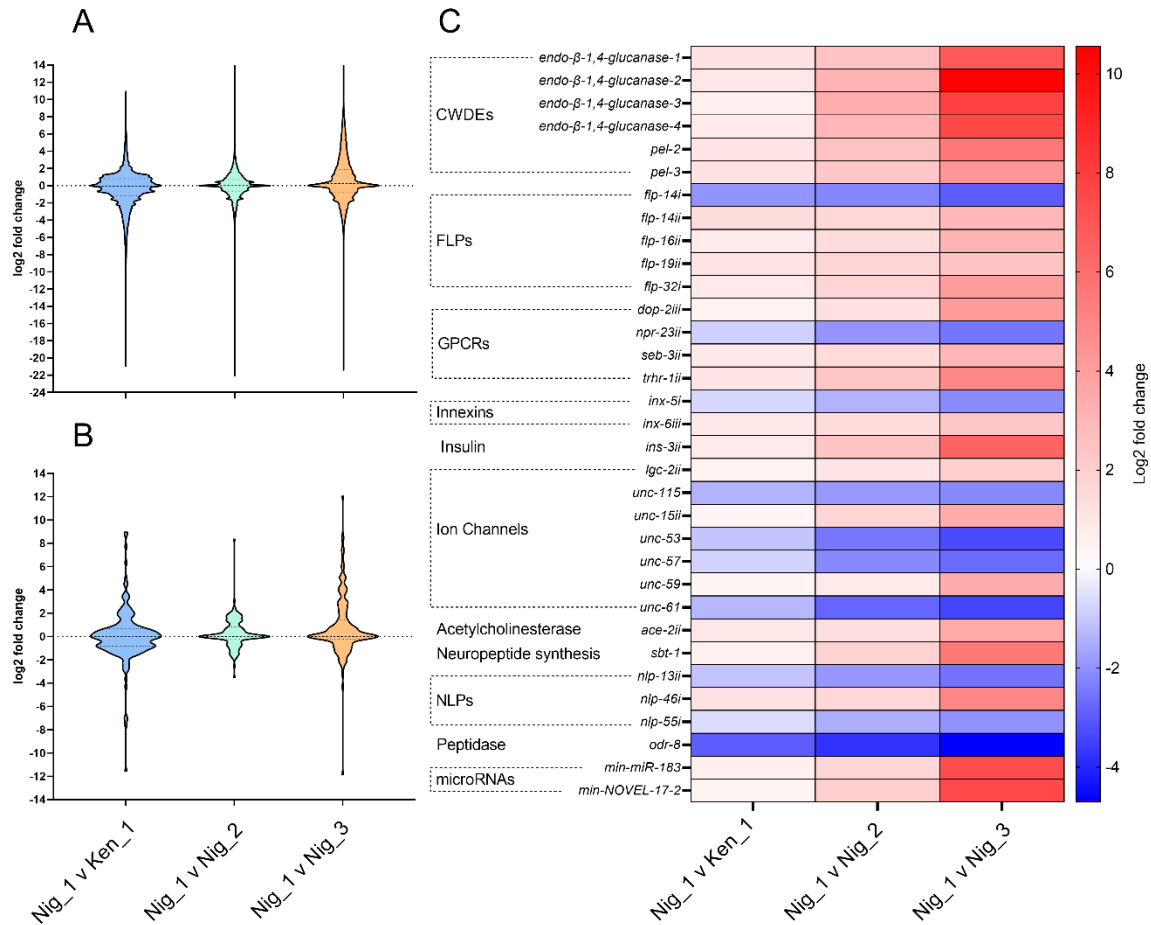 A
log2 fold change
14
12
10
8
6
4
2
0
-2
-4
-6
-8
-10
-12
-14
-16
-18
-20
-22
-24
B
log2 fold change
14
12
10
8
6
4
2
0
-2
-4
-6
-8
-10
-12
-14
Nig_1 v Ken_1
Nig_1 v Nig_2
Nig_1 v Nig_3
C
CWDEs
FLPs
GPCRs
Innexins
Insulin
Ion Channels
Acetylcholinesterase
Neuropeptide synthesis
NLPs
Peptidase
microRNAs
endo-β-1,4-glucanase-1
endo-β-1,4-glucanase-2
endo-β-1,4-glucanase-3
endo-β-1,4-glucanase-4
pel-2
pel-3
flp-14i
flp-14ii
flp-16ii
flp-19ii
flp-32i
dop-2iii
npr-23ii
seb-3ii
trhr-1ii
inx-5i
inx-6iii
ins-3ii
lgc-2ii
unc-115
unc-15ii
unc-53
unc-57
unc-59
unc-61
ace-2ii
sbt-1
nlp-13ii
nlp-46i
nlp-55i
odr-8
min-miR-183
min-NOVEL-17-2
Nig_1 v Ken_1
Nig_1 v Nig_2
Nig_1 v Nig_3
10
8
6
4
2
0
-2
-4
Log2 fold change